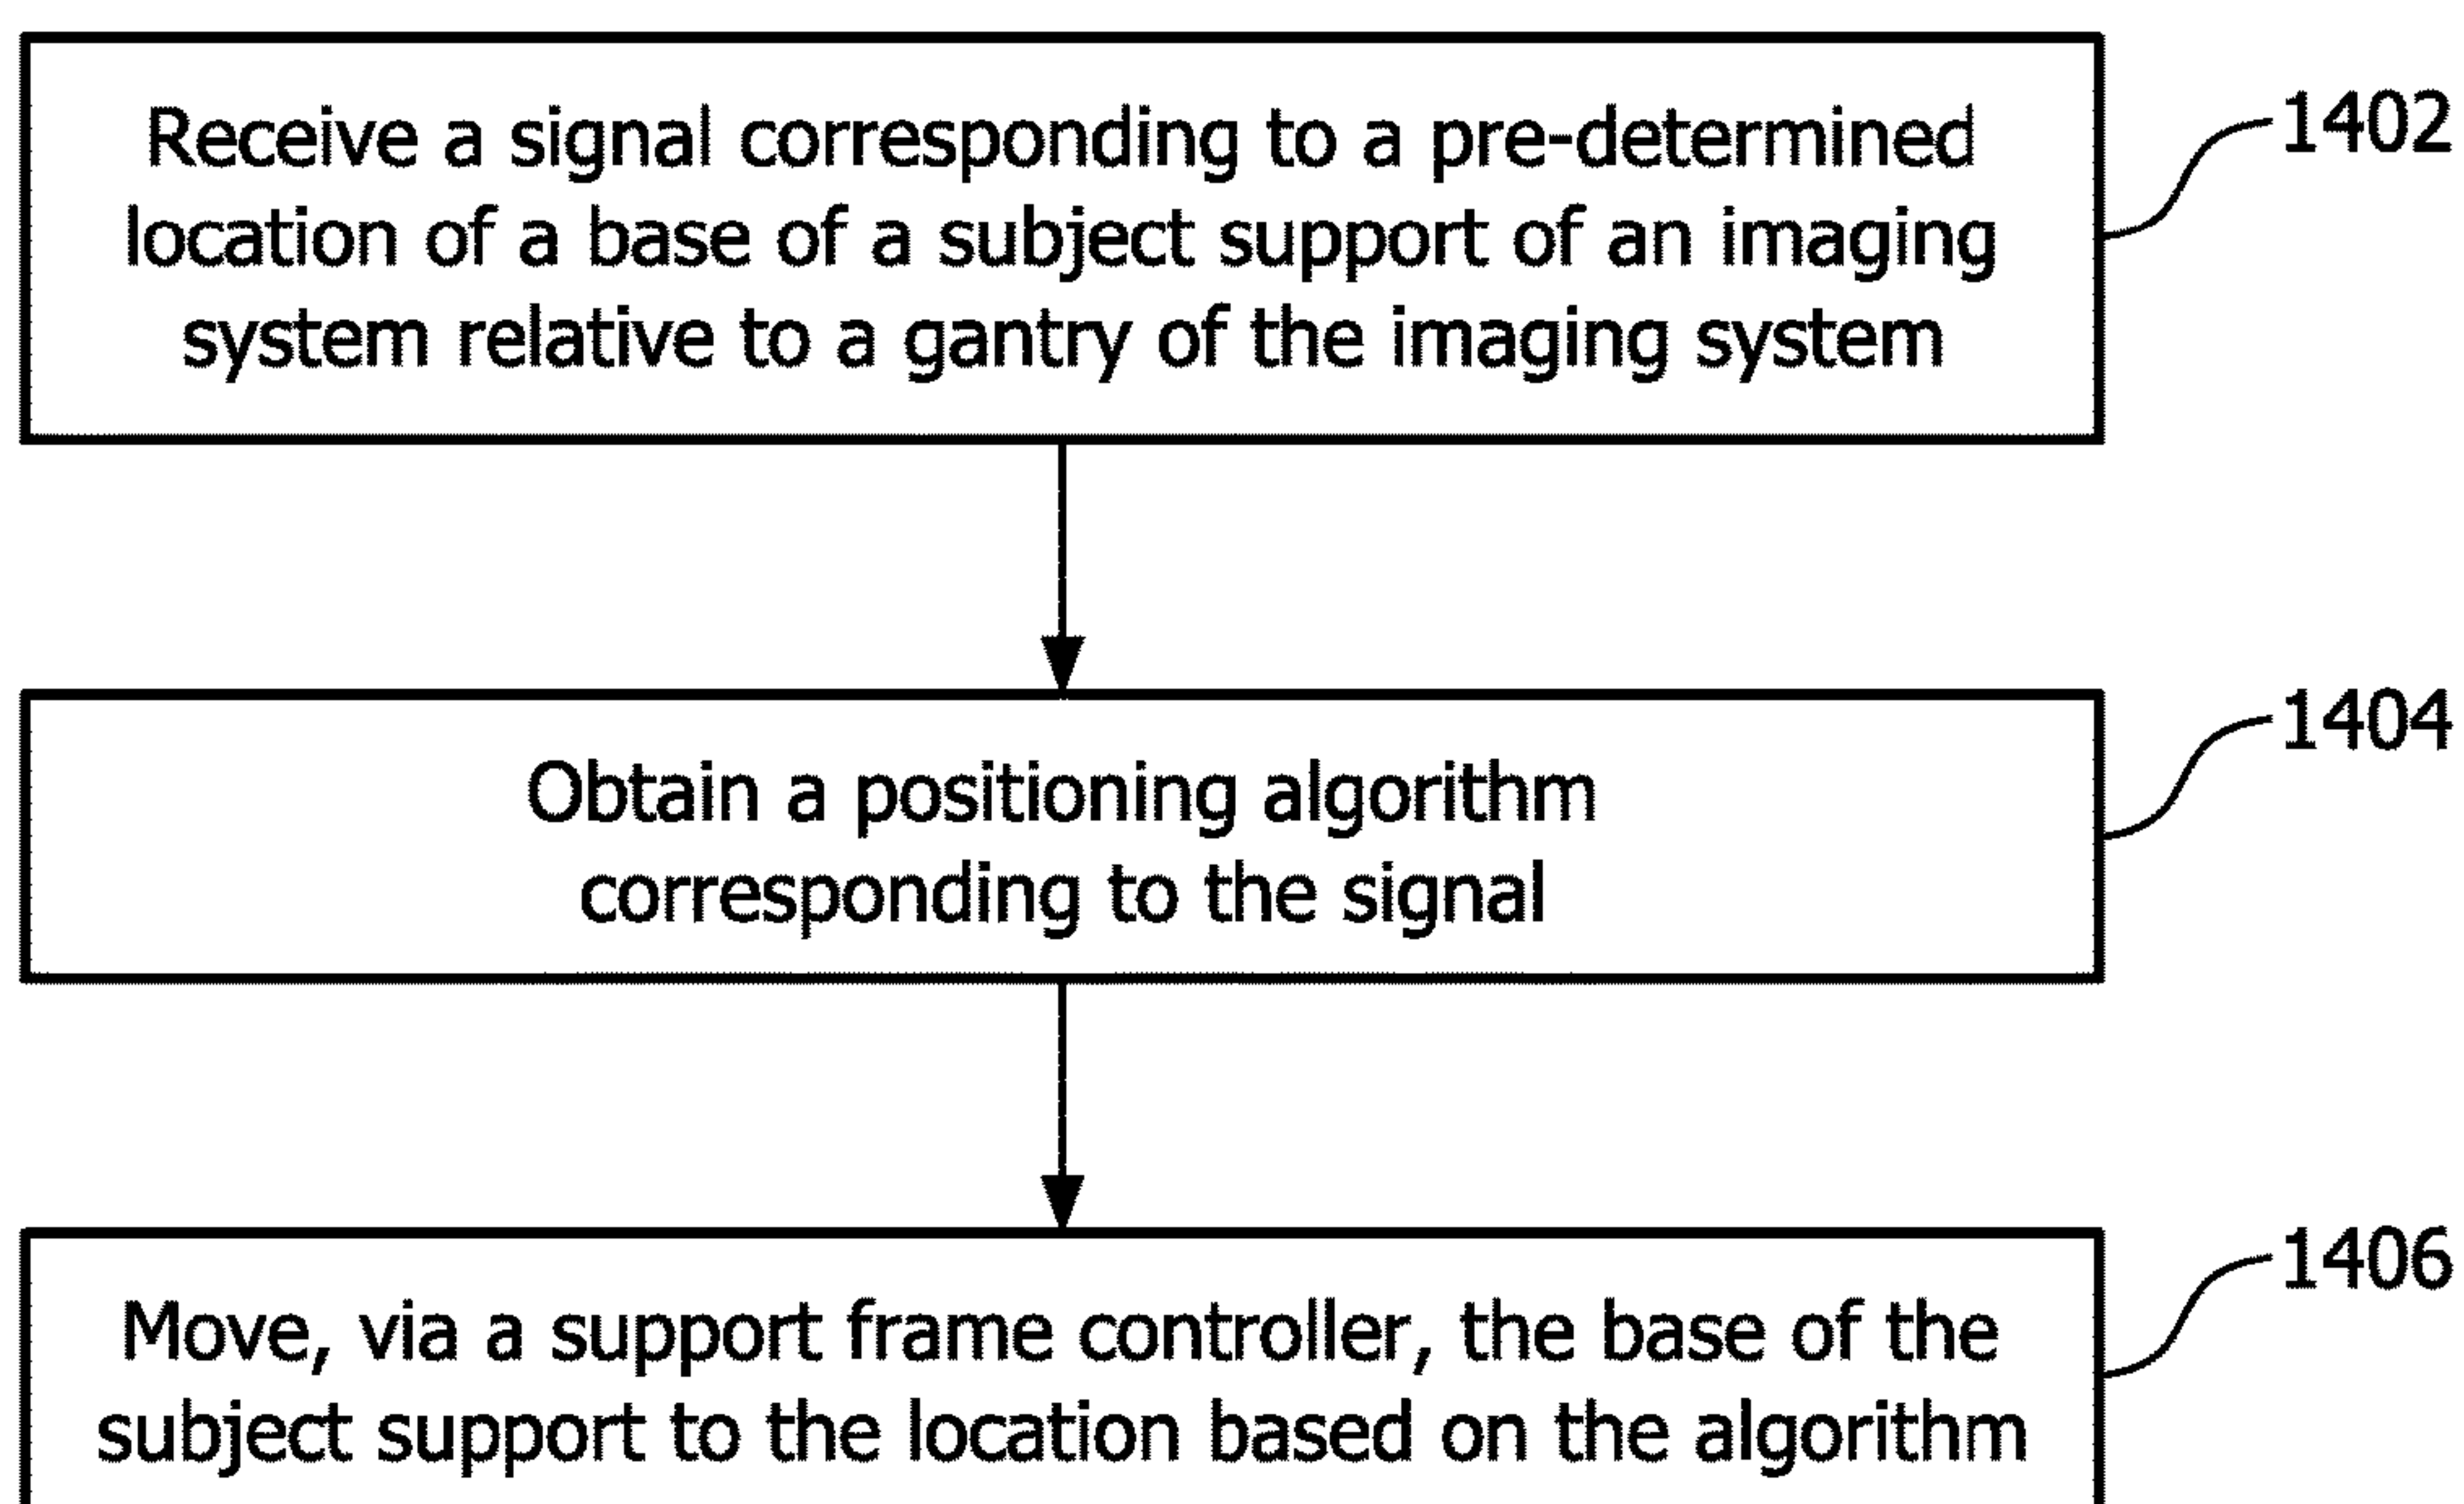 Receive a signal corresponding to a pre-determined
location of a base of a subject support of an imaging
system relative to a gantry of the imaging system
1402
Obtain a positioning algorithm
corresponding to the signal
1404
Move, via a support frame controller, the base of the
subject support to the location based on the algorithm
1406